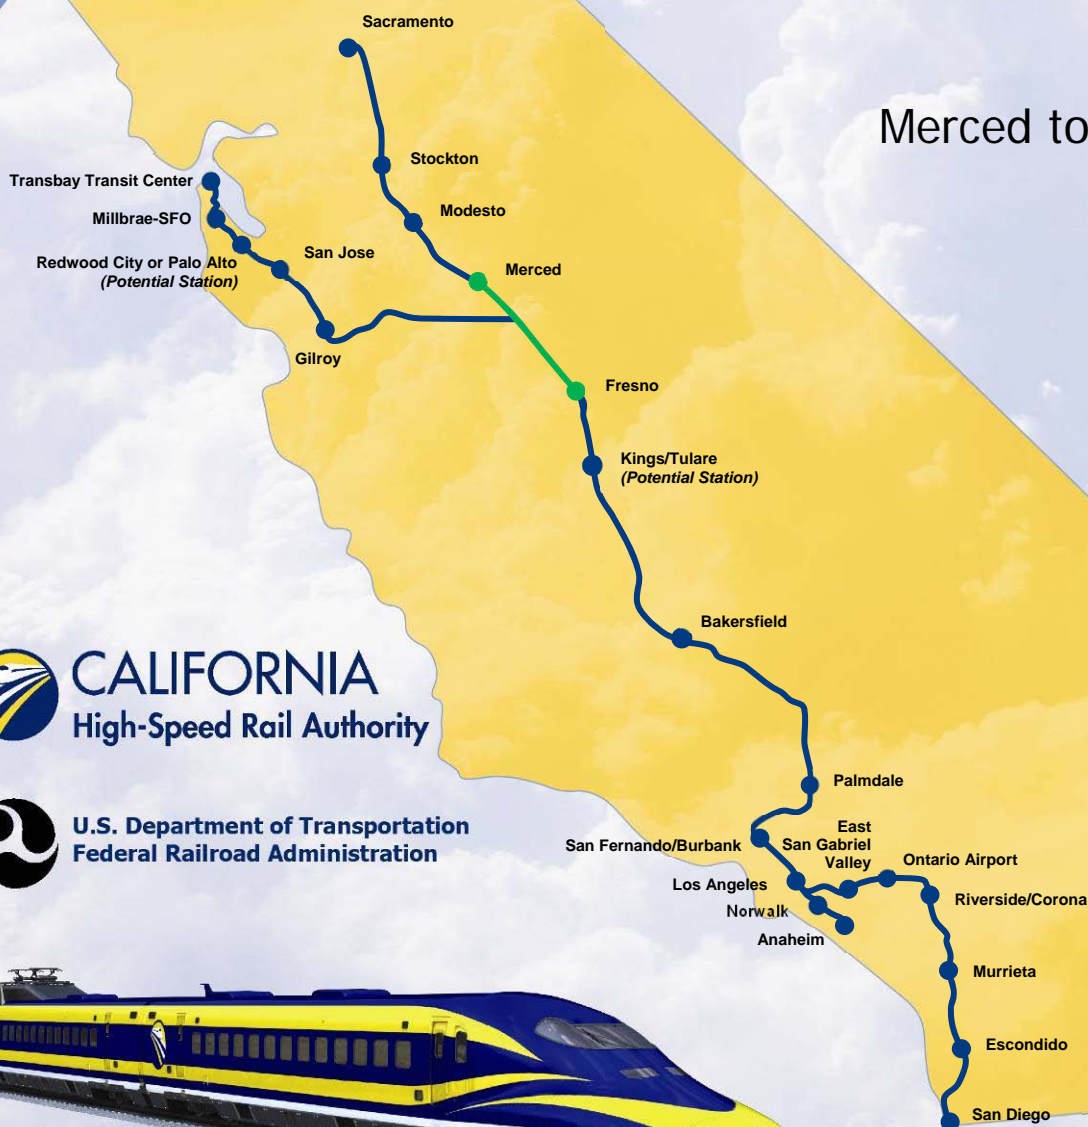 Sacramento
Merced to
Stockton
Transbay Transit Center
Modesto
Millbrae-SFO
San Jose
Redwood City or Palo Alto
(Potential Station)
Merced
Gilroy
Fresno
Kings/Tulare
(Potential Station)
Bakersfield
CALIFORNIA
High-Speed Rail Authority
Palmdale
U.S. Department of Transportation
Federal Railroad Administration
San Fernando/Burbank
East
San Gabriel
Valley
Ontario Airport
Los Angeles
Riverside/Corona
Norwalk
Anaheim
Murrieta
Escondido
San Diego